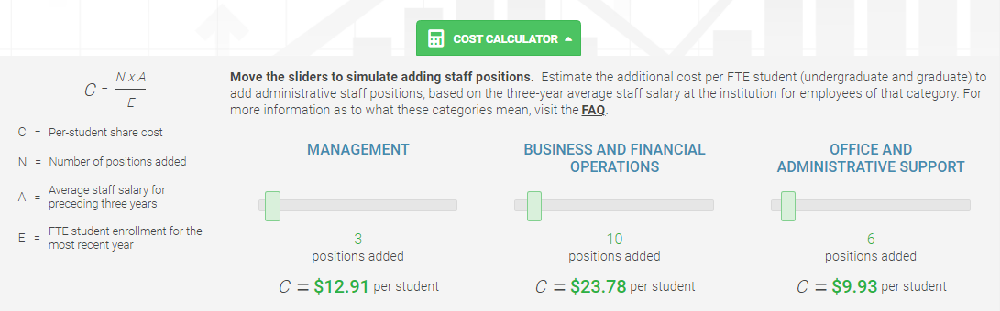 COST CALCULATOR
C = N x A
E
C = Per-student share cost
N = Number of positions added
A = Average staff salary for
preceding three years
E = FTE student enrollment for the
most recent year
Move the sliders to simulate adding staff positions. Estimate the additional cost per FTE student (undergraduate and graduate) to
add administrative staff positions, based on the three-year average staff salary at the institution for employees of that category. For
more information as to what these categories mean, visit the FAQ.
MANAGEMENT
3
positions added
C = $12.91 per student
BUSINESS AND FINANCIAL
OPERATIONS
10
positions added
C = $23.78 per student
OFFICE AND
ADMINISTRATIVE SUPPORT
6
positions added
C = $9.93 per student